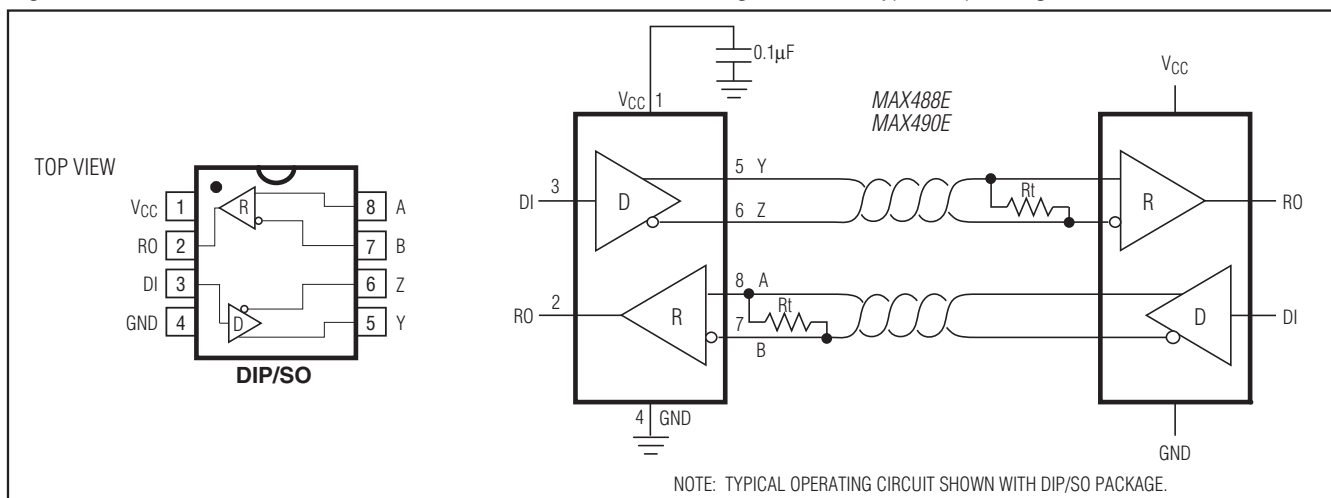 TOP VIEW
VCC 1
RO 2
DI 3
GND 4
8 A
7 B
6 Z
5 Y
R
D
DIP/SO
0.1µF
VCC 1
MAX488E
MAX490E
VCC
DI 3
D
5 Y
6 Z
Rt
R
RO
RO 2
R
8 A
7 B
Rt
D
DI
4 GND
GND
NOTE: TYPICAL OPERATING CIRCUIT SHOWN WITH DIP/SO PACKAGE.